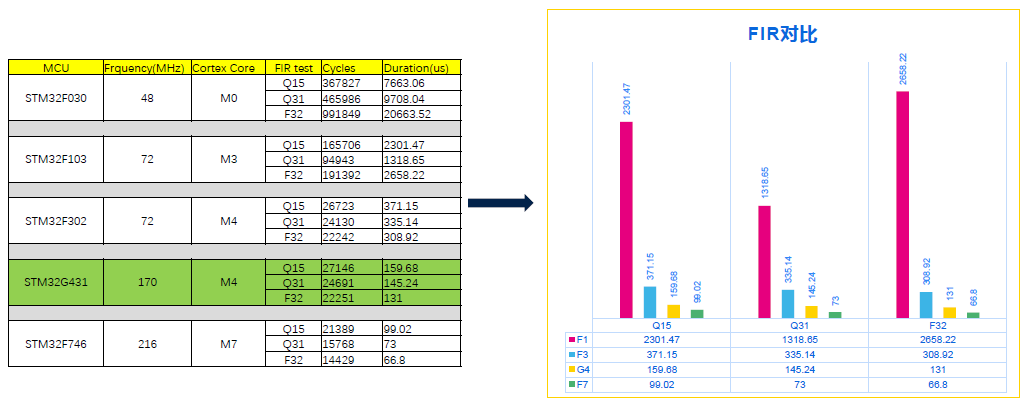 MCU Frquency(MHz) Cortex Core FIR test Cycles Duration(us)
STM32F030 48 M0 Q15 367827 7663.06
Q31 465986 9708.04
F32 991849 20663.52
STM32F103 72 M3 Q15 165706 2301.47
Q31 94943 1318.65
F32 191392 2658.22
STM32F302 72 M4 Q15 26723 371.15
Q31 24130 335.14
F32 22242 308.92
STM32G431 170 M4 Q15 27146 159.68
Q31 24691 145.24
F32 22251 131
STM32F746 216 M7 Q15 21389 99.02
Q31 15768 73
F32 14429 66.8
FIR对比
2301.47 371.15 159.68 99.02 1318.65 335.14 145.24 73 2658.22 308.92 131 66.8
Q15 Q31 F32
F1 2301.47 1318.65 2658.22
F3 371.15 335.14 308.92
G4 159.68 145.24 131
F7 99.02 73 66.8